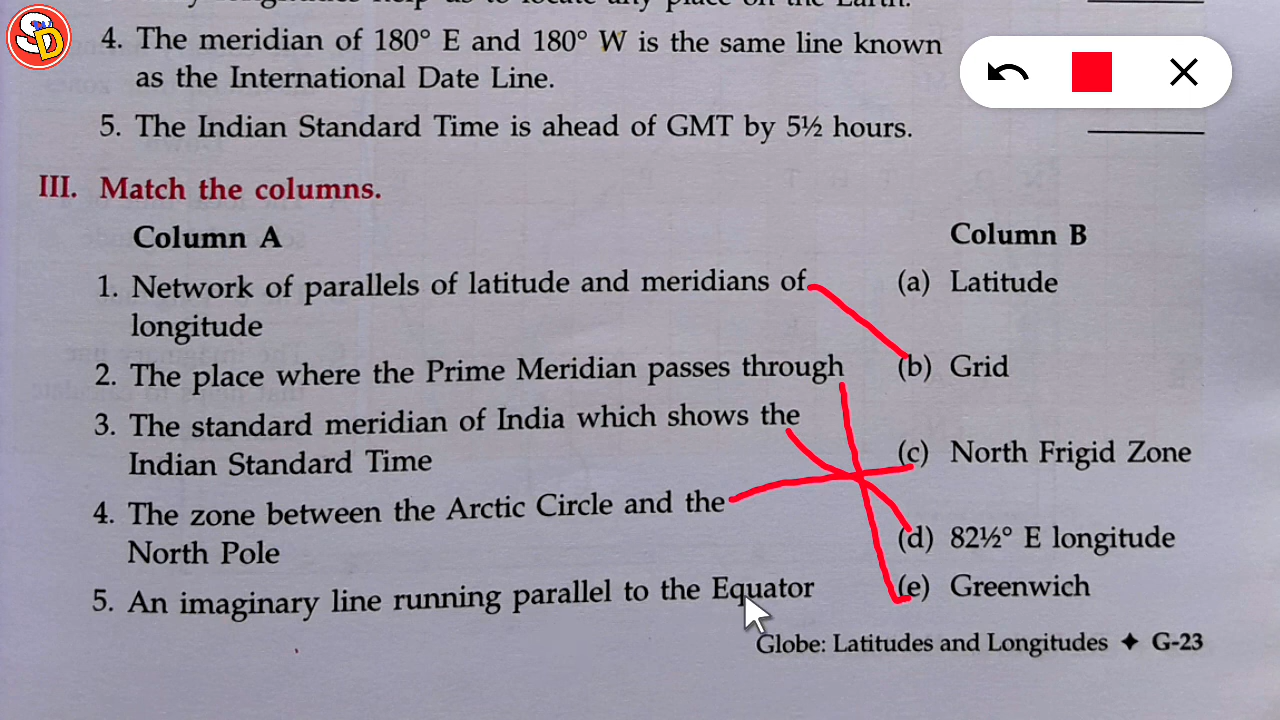 SD
4. The meridian of 180° E and 180° W is the same line known
as the International Date Line.
5. The Indian Standard Time is ahead of GMT by 5½ hours.
III. Match the columns.
Column A
Column B
1. Network of parallels of latitude and meridians of
longitude
(a) Latitude
2. The place where the Prime Meridian passes through
(b) Grid
3. The standard meridian of India which shows the
Indian Standard Time
(c) North Frigid Zone
4. The zone between the Arctic Circle and the
North Pole
(d) 82½° E longitude
5. An imaginary line running parallel to the Equator
(e) Greenwich
Globe: Latitudes and Longitudes ✦ G-23